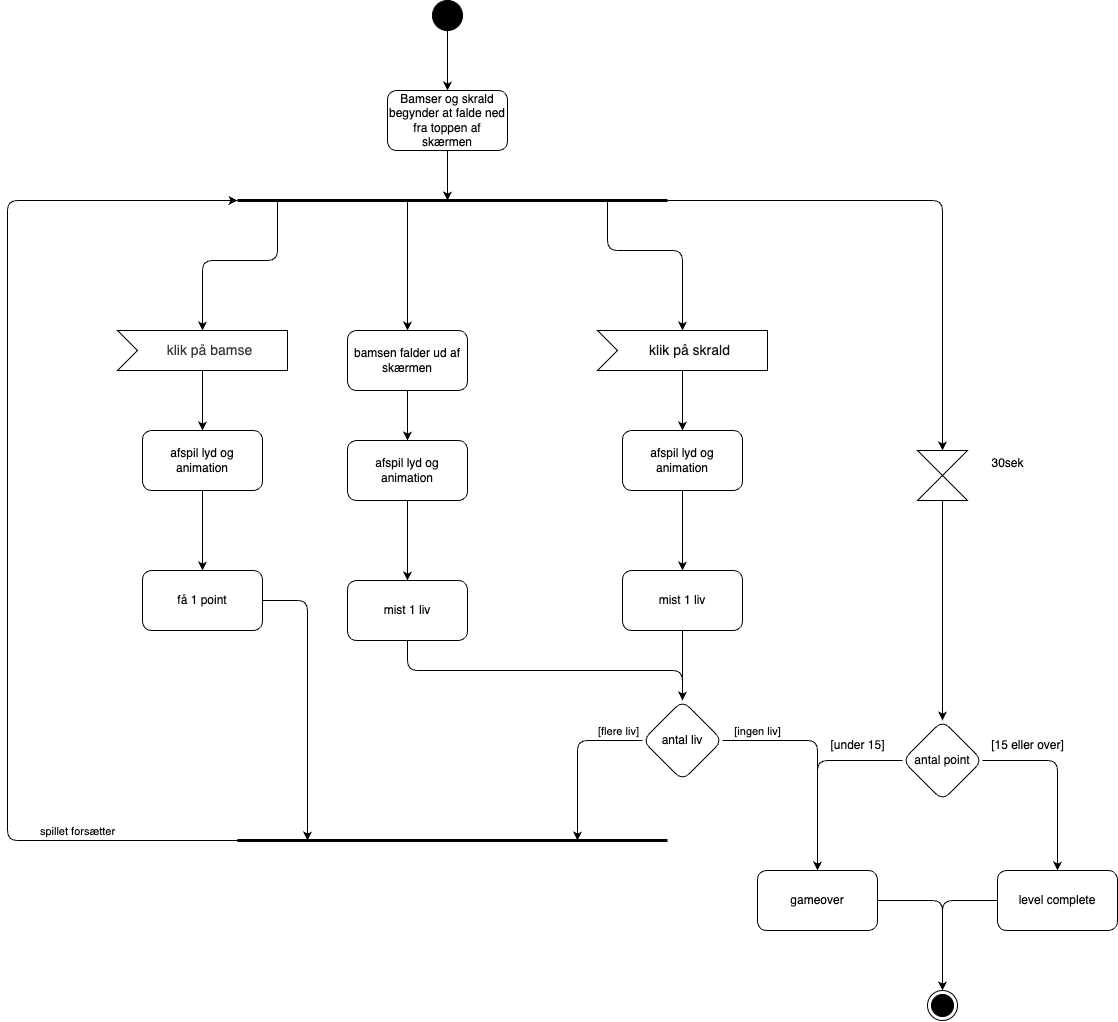 Bamser og skrald
begynder at falde ned
fra toppen af
skærmen
klik på bamse
bamsen falder ud af
skærmen
klik på skrald
afspil lyd og
animation
afspil lyd og
animation
afspil lyd og
animation
30sek
få 1 point
mist 1 liv
mist 1 liv
[flere liv]
antal liv
[ingen liv]
[under 15]
antal point
[15 eller over]
spillet forsætter
gameover
level complete